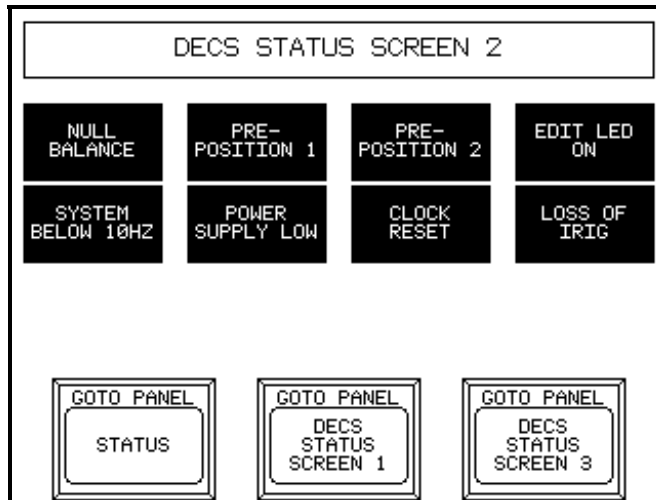 DECS STATUS SCREEN 2
NULL
BALANCE
PRE-
POSITION 1
PRE-
POSITION 2
EDIT LED
ON
SYSTEM
BELOW 10HZ
POWER
SUPPLY LOW
CLOCK
RESET
LOSS OF
IRIG
GOTO PANEL
STATUS
GOTO PANEL
DECS
STATUS
SCREEN 1
GOTO PANEL
DECS
STATUS
SCREEN 3